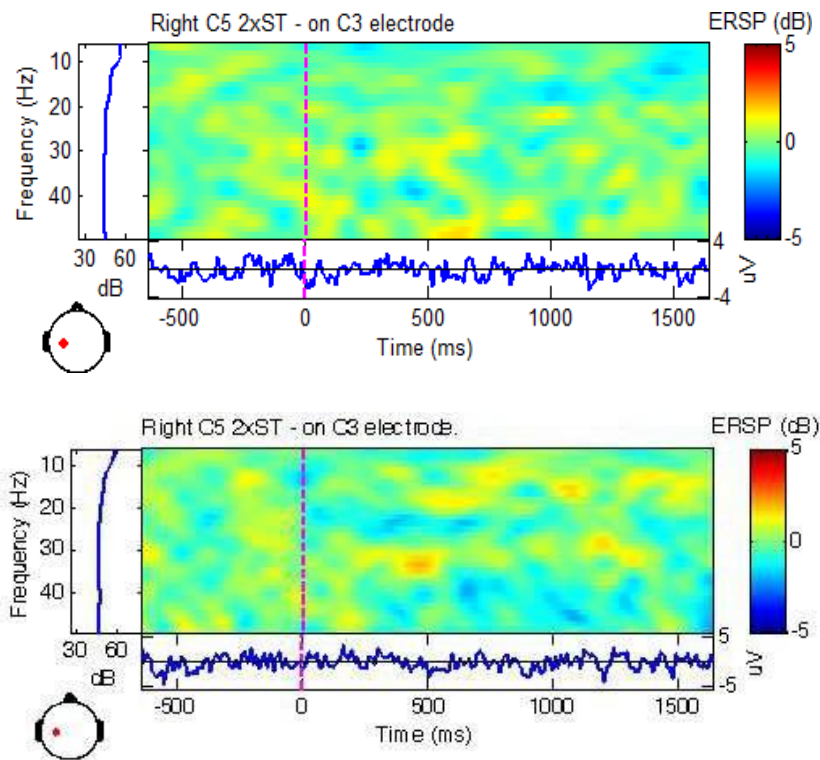 Right C5 2xST - on C3 electrode
ERSP (dB)
Frequency (Hz)
10
20
30
40
5
0
-5
30 60
dB
4
-4
uV
-500 0 500 1000 1500
Time (ms)
Right C5 2xST - on C3 electrode.
ERSP (dB)
Frequency (Hz)
10
20
30
40
5
0
-5
30 60
dB
5
-5
uV
-500 0 500 1000 1500
Time (ms)